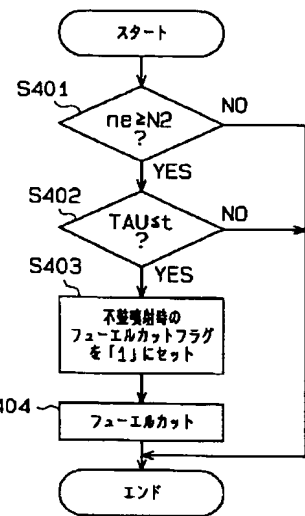 スタート
S401
ne≧N2
?
NO
YES
S402
TAU≦t
?
NO
YES
S403
不整噴射時の
フューエルカットフラグ
を「1」にセット
404
フューエルカット
エンド